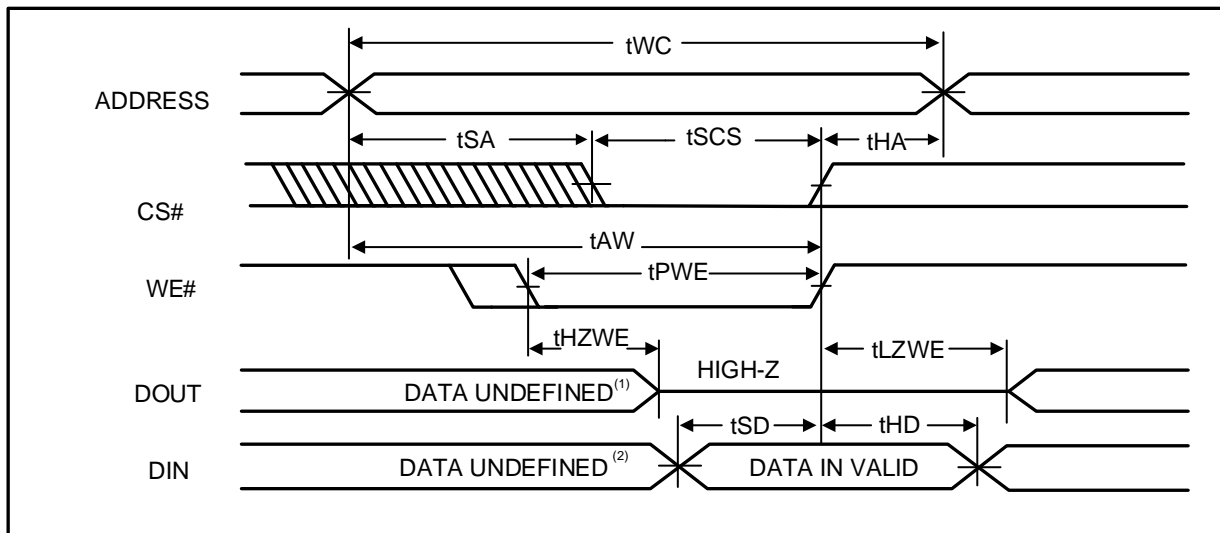 tWC
ADDRESS
tSA
tSCS
tHA
CS#
tAW
tPWE
WE#
tHZWE
tLZWE
HIGH-Z
DOUT
DATA UNDEFINED(1)
tSD
tHD
DIN
DATA UNDEFINED (2)
DATA IN VALID